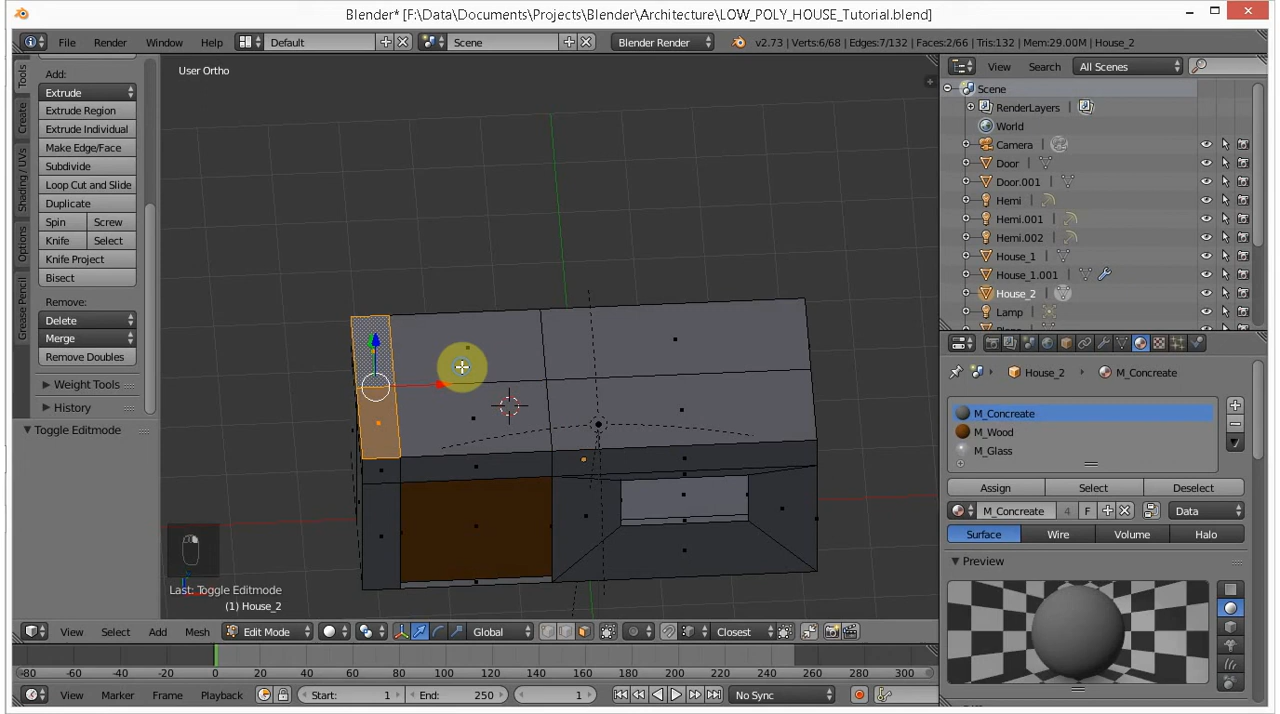 Blender* [F:\Data\Documents\Projects\Blender\Architecture\LOW_POLY_HOUSE_Tutorial.blend]
File Render Window Help Default Scene Blender Render v2.73 | Verts:6/68 | Edges:7/132 | Faces:2/66 | Tris:132 | Mem:29.00M | House_2
Tools
Create
Shading / UVs
Options
Grease Pencil
Add:
Extrude
Extrude Region
Extrude Individual
Make Edge/Face
Subdivide
Loop Cut and Slide
Duplicate
Spin Screw
Knife Select
Knife Project
Bisect
Remove:
Delete
Merge
Remove Doubles
Weight Tools
History
Toggle Editmode
User Ortho
Last: Toggle Editmode
(1) House_2
View Select Add Mesh Edit Mode Global Closest
-80 -60 -40 -20 0 20 40 60 80 100 120 140 160 180 200 220 240 260 280 300
View Marker Frame Playback Start: 1 End: 250 1 No Sync
View Search All Scenes
Scene
RenderLayers
World
Camera
Door
Door.001
Hemi
Hemi.001
Hemi.002
House_1
House_1.001
House_2
Lamp
House_2 M_Concreate
M_Concreate
M_Wood
M_Glass
Assign Select Deselect
M_Concreate 4 F Data
Surface Wire Volume Halo
Preview